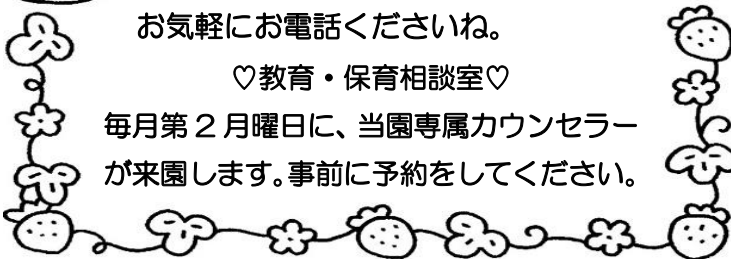 お気軽にお電話くださいね。
♡教育・保育相談室♡
毎月第２月曜日に、当園専属カウンセラー
が来園します。事前に予約をしてください。